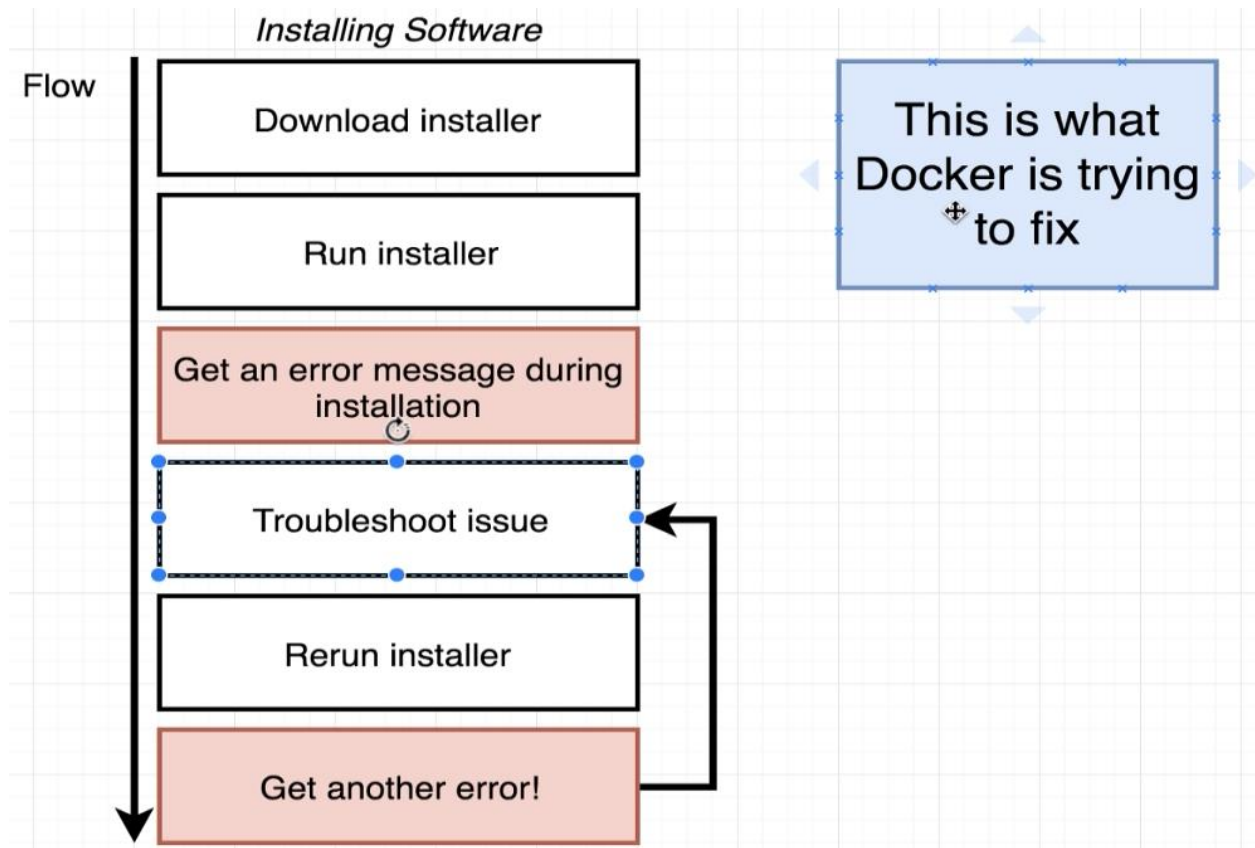 Installing Software
Flow
Download installer
Run installer
Get an error message during
installation
Troubleshoot issue
Rerun installer
Get another error!
This is what
Docker is trying
to fix